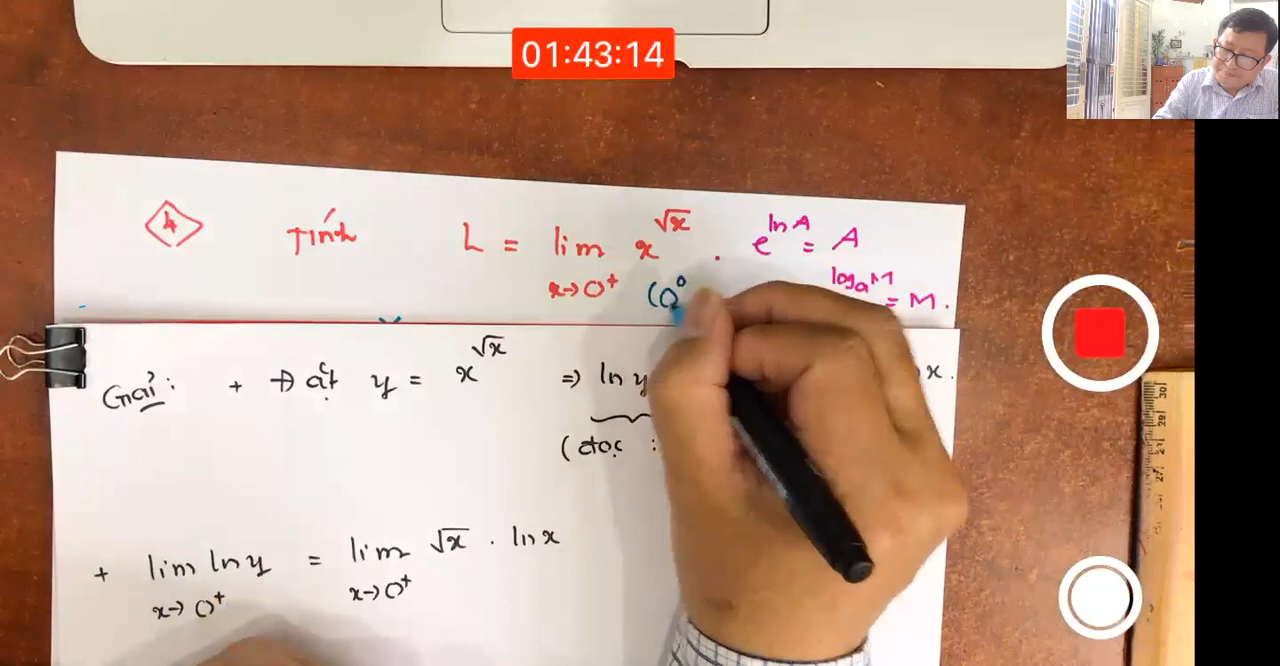 01:43:14
4 Tính L = lim x^√x . e^ln A = A
x→0⁺ (0⁰ log_a M = M.
Giải: + Đặt y = x^√x ⇒ ln y x.
(đọc :
+ lim ln y = lim √x . ln x
x→0⁺ x→0⁺
30